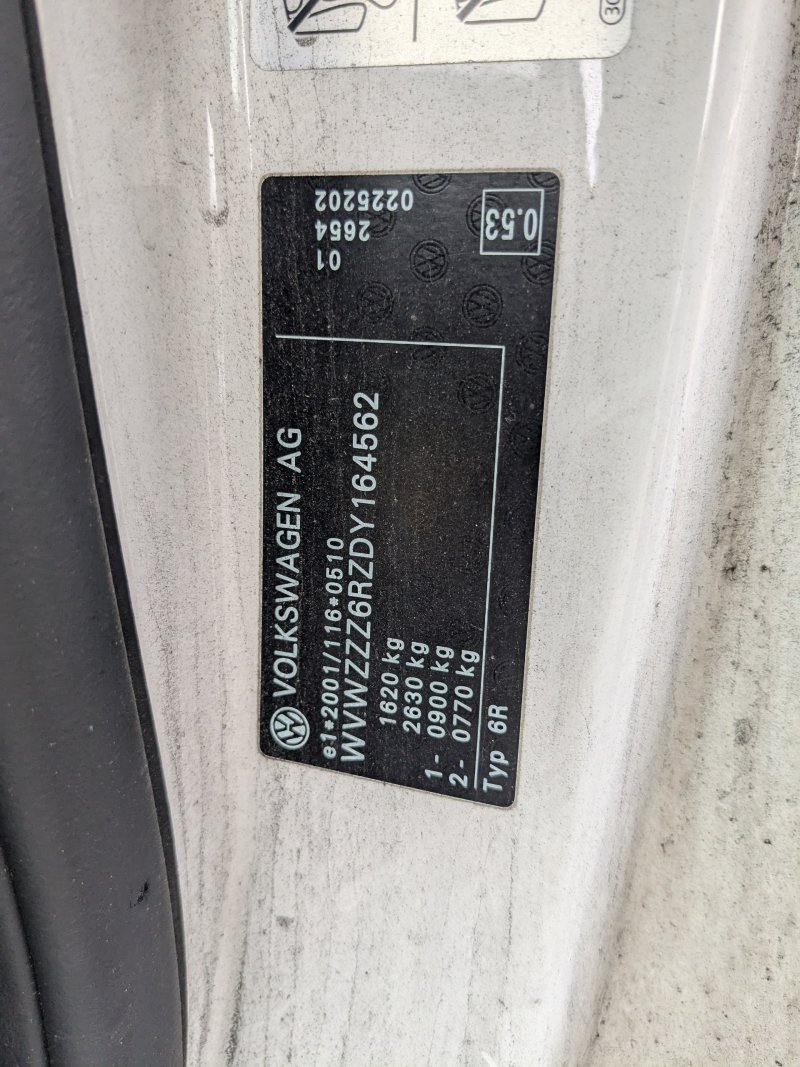 VOLKSWAGEN AG
e1*2001/116*0510
WVWZZZ6RZDY164562
1620 kg
2630 kg
1- 0900 kg
2- 0770 kg
Typ 6R
01
2654
0225202
0.53